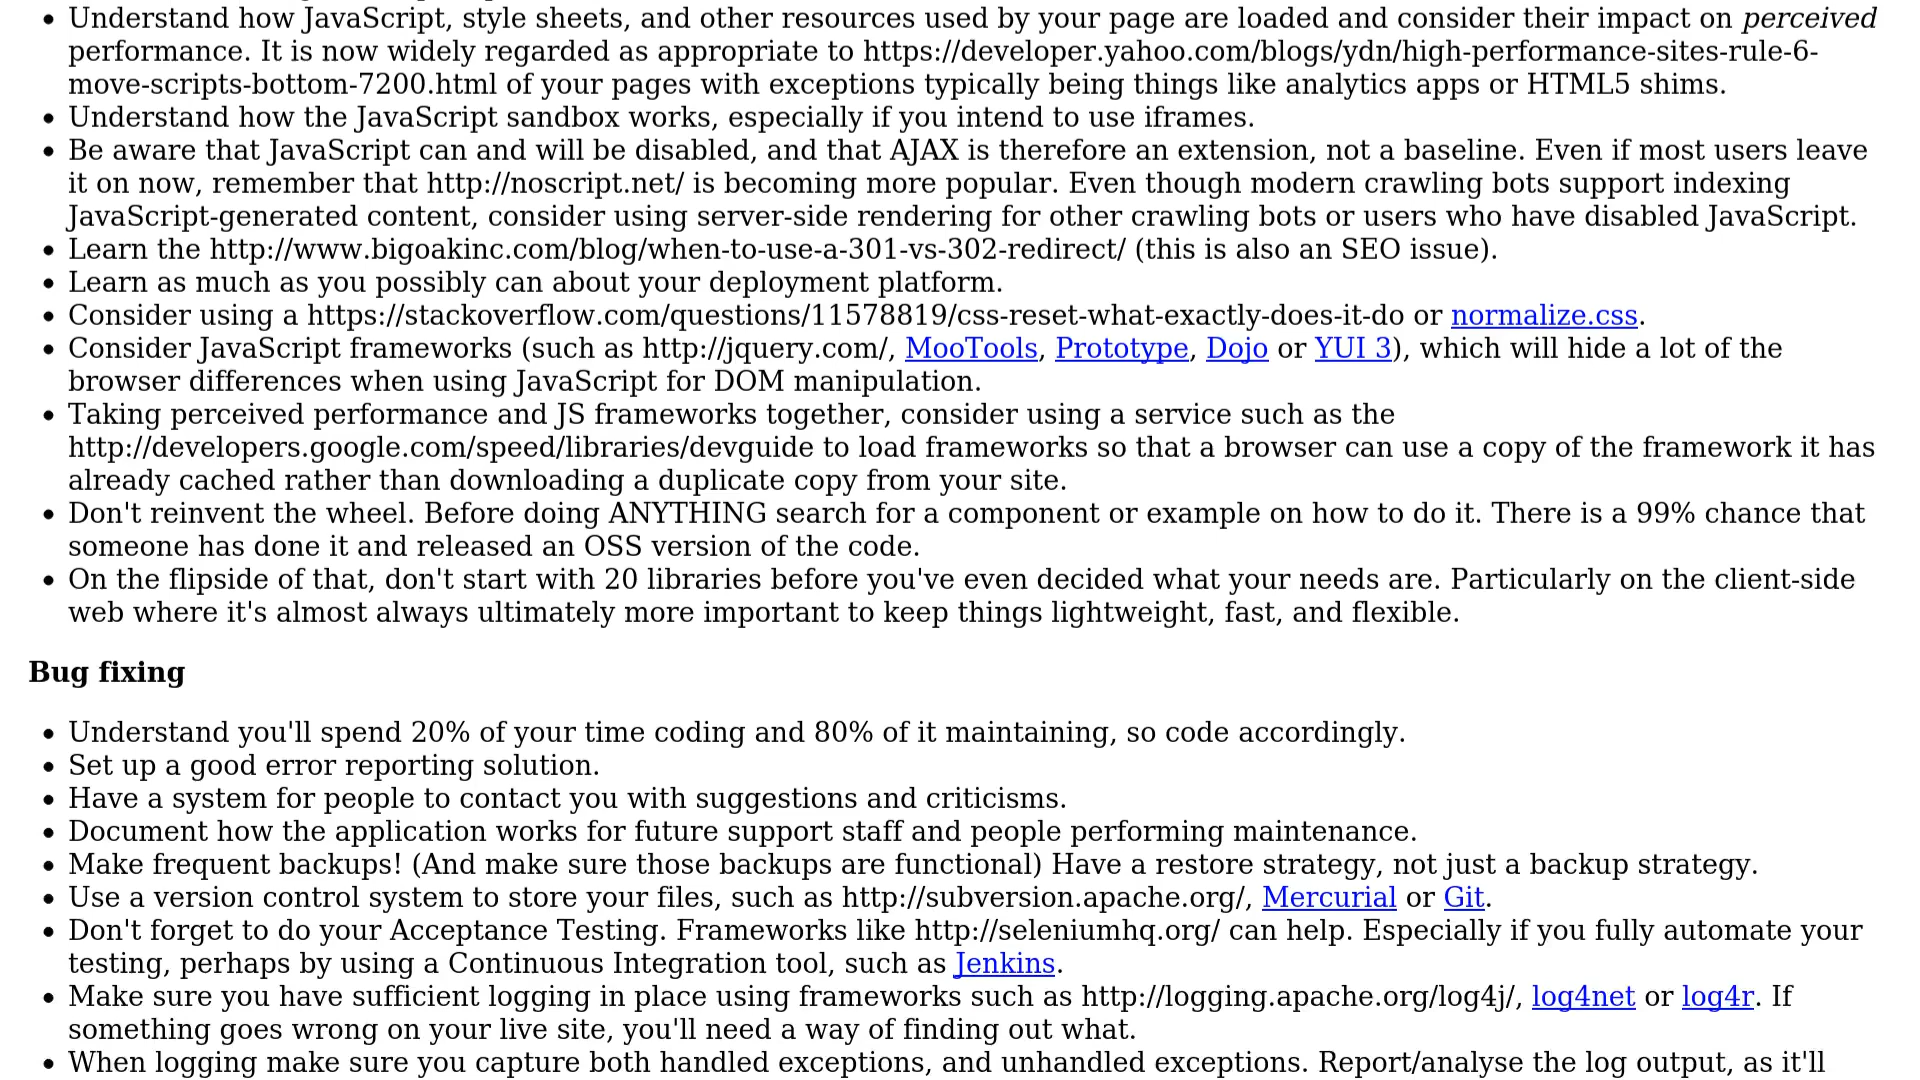 Understand how JavaScript, style sheets, and other resources used by your page are loaded and consider their impact on perceived
performance. It is now widely regarded as appropriate to https://developer.yahoo.com/blogs/ydn/high-performance-sites-rule-6-
move-scripts-bottom-7200.html of your pages with exceptions typically being things like analytics apps or HTML5 shims.
Understand how the JavaScript sandbox works, especially if you intend to use iframes.
Be aware that JavaScript can and will be disabled, and that AJAX is therefore an extension, not a baseline. Even if most users leave
it on now, remember that http://noscript.net/ is becoming more popular. Even though modern crawling bots support indexing
JavaScript-generated content, consider using server-side rendering for other crawling bots or users who have disabled JavaScript.
Learn the http://www.bigoakinc.com/blog/when-to-use-a-301-vs-302-redirect/ (this is also an SEO issue).
Learn as much as you possibly can about your deployment platform.
Consider using a https://stackoverflow.com/questions/11578819/css-reset-what-exactly-does-it-do or normalize.css.
Consider JavaScript frameworks (such as http://jquery.com/, MooTools, Prototype, Dojo or YUI 3), which will hide a lot of the
browser differences when using JavaScript for DOM manipulation.
Taking perceived performance and JS frameworks together, consider using a service such as the
http://developers.google.com/speed/libraries/devguide to load frameworks so that a browser can use a copy of the framework it has
already cached rather than downloading a duplicate copy from your site.
Don't reinvent the wheel. Before doing ANYTHING search for a component or example on how to do it. There is a 99% chance that
someone has done it and released an OSS version of the code.
On the flipside of that, don't start with 20 libraries before you've even decided what your needs are. Particularly on the client-side
web where it's almost always ultimately more important to keep things lightweight, fast, and flexible.
Bug fixing
Understand you'll spend 20% of your time coding and 80% of it maintaining, so code accordingly.
Set up a good error reporting solution.
Have a system for people to contact you with suggestions and criticisms.
Document how the application works for future support staff and people performing maintenance.
Make frequent backups! (And make sure those backups are functional) Have a restore strategy, not just a backup strategy.
Use a version control system to store your files, such as http://subversion.apache.org/, Mercurial or Git.
Don't forget to do your Acceptance Testing. Frameworks like http://seleniumhq.org/ can help. Especially if you fully automate your
testing, perhaps by using a Continuous Integration tool, such as Jenkins.
Make sure you have sufficient logging in place using frameworks such as http://logging.apache.org/log4j/, log4net or log4r. If
something goes wrong on your live site, you'll need a way of finding out what.
When logging make sure you capture both handled exceptions, and unhandled exceptions. Report/analyse the log output, as it'll